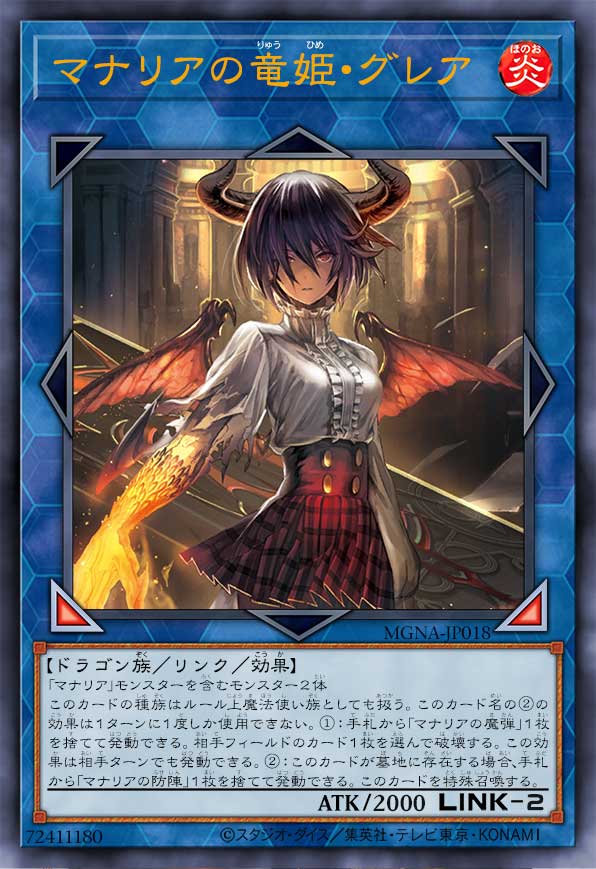 マナリアの竜姫・グレア
りゅう ひめ
炎
ほのお
MGNA-JP018
【ドラゴン族／リンク／効果】
「マナリア」モンスターを含むモンスター２体
このカードの種族はルール上魔法使い族としても扱う。このカード名の②の
効果は１ターンに１度しか使用できない。①：手札から「マナリアの魔弾」１枚
を捨てて発動できる。相手フィールドのカード１枚を選んで破壊する。この効
果は相手ターンでも発動できる。②：このカードが墓地に存在する場合、手札
から「マナリアの防陣」１枚を捨てて発動できる。このカードを特殊召喚する。
ATK/2000 LINK-2
72411180
©スタジオ・ダイス／集英社・テレビ東京・KONAMI